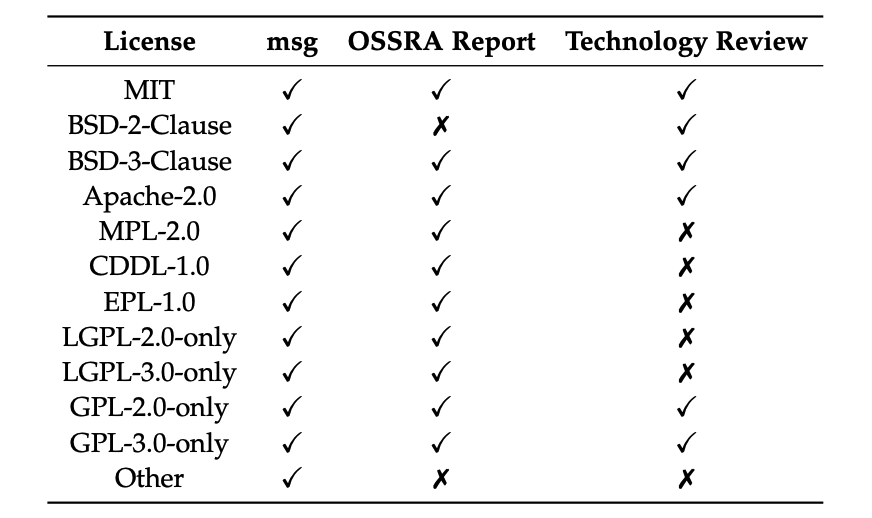 License msg OSSRA Report Technology Review
MIT ✓ ✓ ✓
BSD-2-Clause ✓ ✗ ✓
BSD-3-Clause ✓ ✓ ✓
Apache-2.0 ✓ ✓ ✓
MPL-2.0 ✓ ✓ ✗
CDDL-1.0 ✓ ✓ ✗
EPL-1.0 ✓ ✓ ✗
LGPL-2.0-only ✓ ✓ ✗
LGPL-3.0-only ✓ ✓ ✗
GPL-2.0-only ✓ ✓ ✓
GPL-3.0-only ✓ ✓ ✓
Other ✓ ✗ ✗